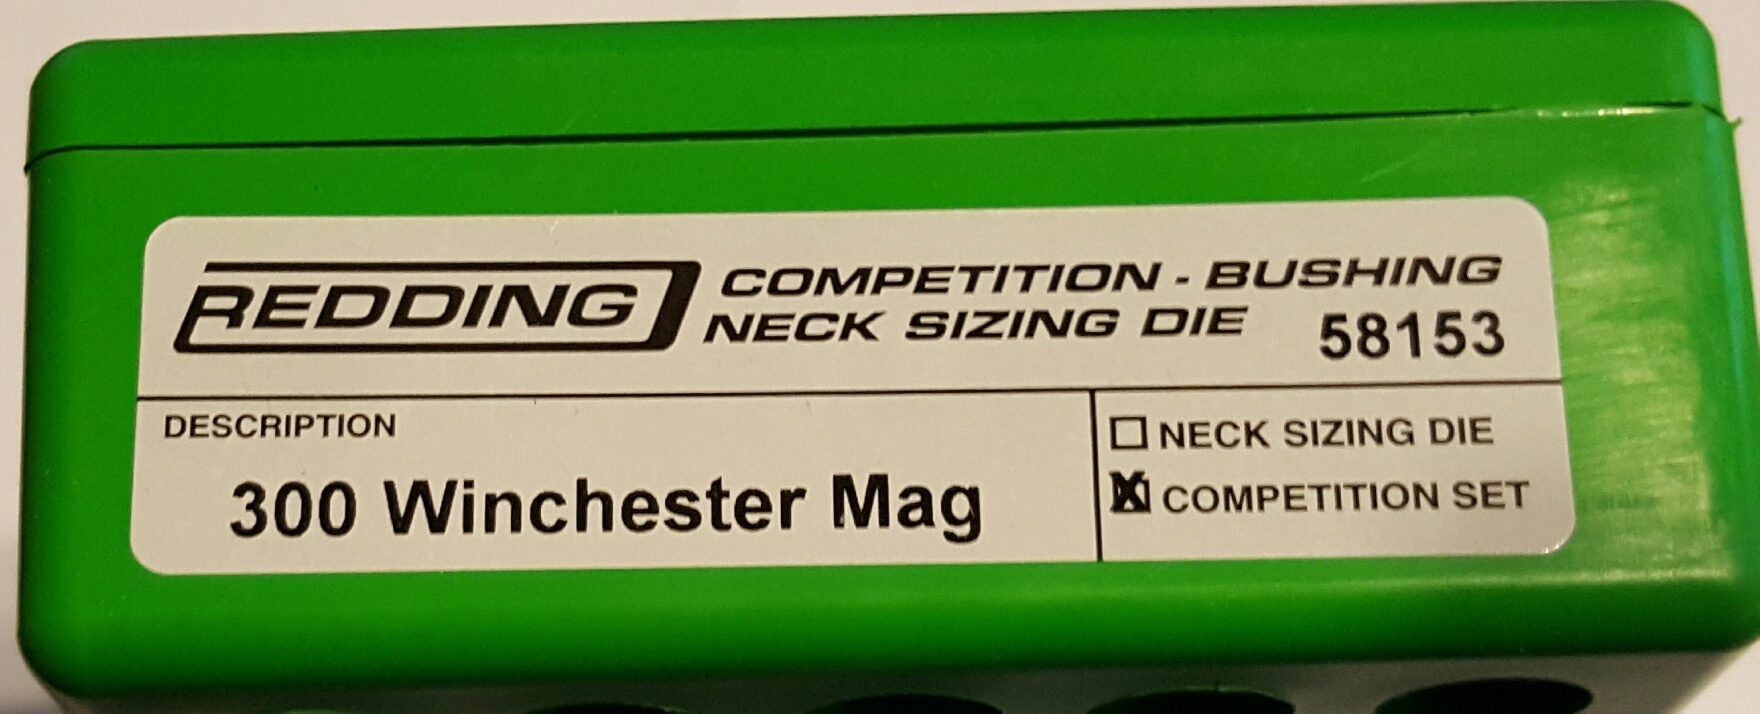 REDDING COMPETITION - BUSHING
NECK SIZING DIE 58153
DESCRIPTION
300 Winchester Mag
☐ NECK SIZING DIE
☒ COMPETITION SET